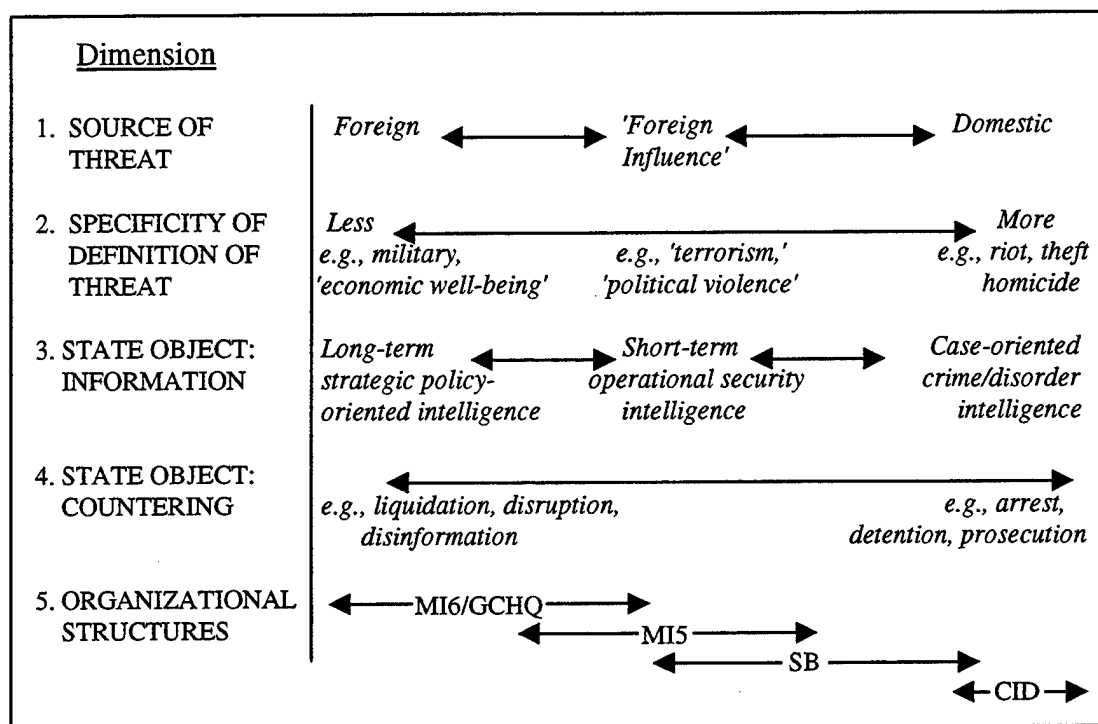 Dimension
1. SOURCE OF
THREAT
Foreign
'Foreign
Influence'
Domestic
2. SPECIFICITY OF
DEFINITION OF
THREAT
Less
e.g., military,
'economic well-being'
e.g., 'terrorism,'
'political violence'
More
e.g., riot, theft
homicide
3. STATE OBJECT:
INFORMATION
Long-term
strategic policy-
oriented intelligence
Short-term
operational security
intelligence
Case-oriented
crime/disorder
intelligence
4. STATE OBJECT:
COUNTERING
e.g., liquidation, disruption,
disinformation
e.g., arrest,
detention, prosecution
5. ORGANIZATIONAL
STRUCTURES
MI6/GCHQ
MI5
SB
CID